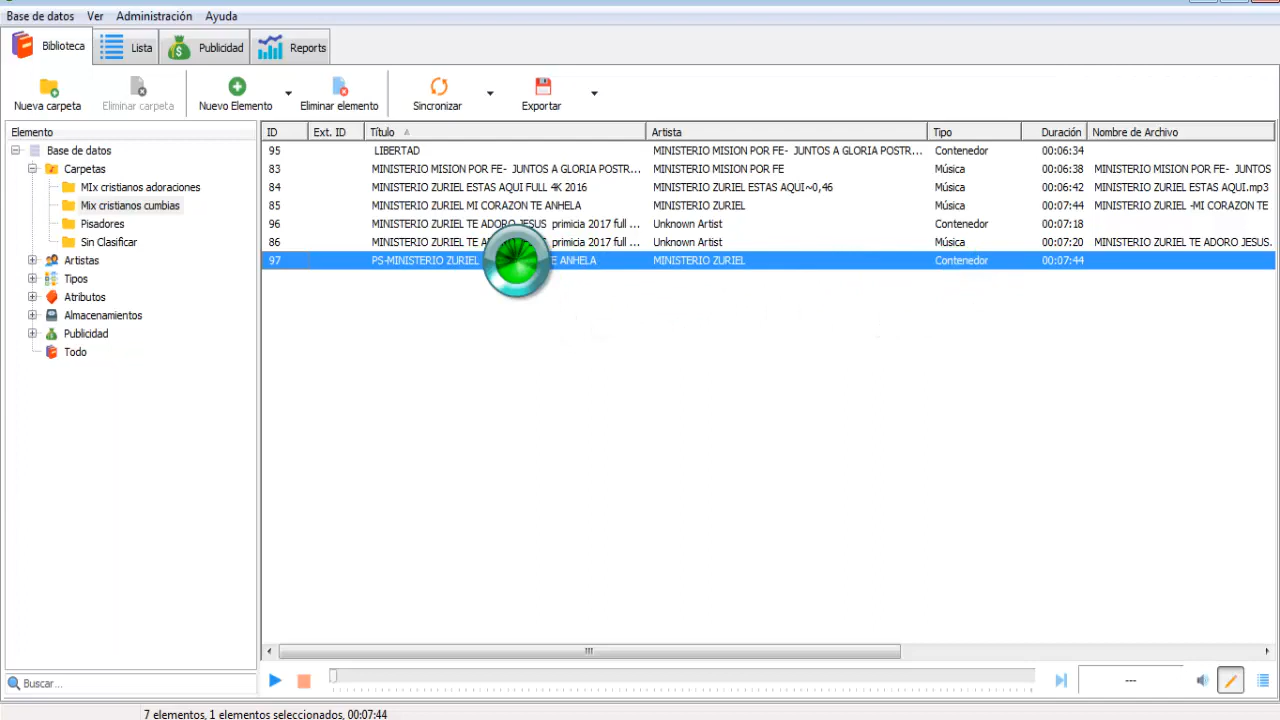 Base de datos Ver Administración Ayuda
Biblioteca Lista Publicidad Reports
Nueva carpeta Eliminar carpeta Nuevo Elemento Eliminar elemento Sincronizar Exportar
Elemento
Base de datos
Carpetas
MIx cristianos adoraciones
Mix cristianos cumbias
Pisadores
Sin Clasificar
Artistas
Tipos
Atributos
Almacenamientos
Publicidad
Todo
Buscar...
ID Ext. ID Título Artista Tipo Duración Nombre de Archivo
95 LIBERTAD MINISTERIO MISION POR FE- JUNTOS A GLORIA POSTR... Contenedor 00:06:34
83 MINISTERIO MISION POR FE- JUNTOS A GLORIA POSTR... MINISTERIO MISION POR FE Música 00:06:38 MINISTERIO MISION POR FE- JUNTOS
84 MINISTERIO ZURIEL ESTAS AQUI FULL 4K 2016 MINISTERIO ZURIEL ESTAS AQUI~0,46 Música 00:06:42 MINISTERIO ZURIEL ESTAS AQUI.mp3
85 MINISTERIO ZURIEL MI CORAZON TE ANHELA MINISTERIO ZURIEL Música 00:07:44 MINISTERIO ZURIEL -MI CORAZON TE
96 MINISTERIO ZURIEL TE ADORO JESUS primicia 2017 full ... Unknown Artist Contenedor 00:07:18
86 MINISTERIO ZURIEL TE primicia 2017 full ... Unknown Artist Música 00:07:20 MINISTERIO ZURIEL TE ADORO JESUS.
97 PS-MINISTERIO ZURIEL ANHELA MINISTERIO ZURIEL Contenedor 00:07:44
---
7 elementos, 1 elementos seleccionados, 00:07:44